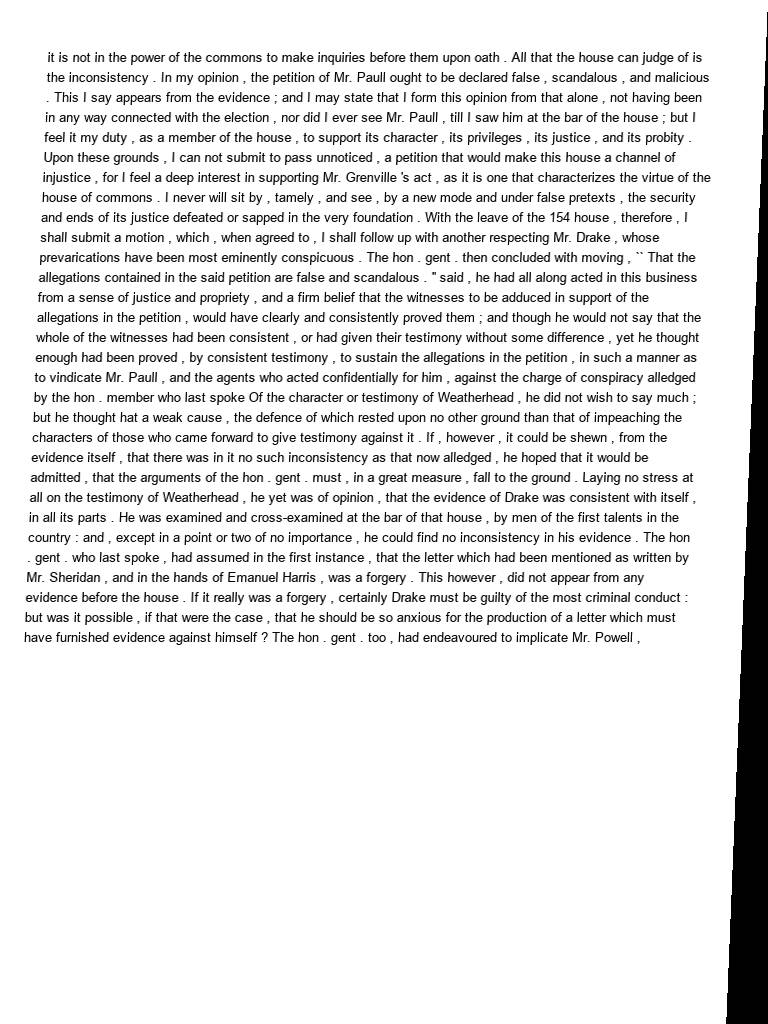 it is not in the power of the commons to make inquiries before them upon oath . All that the house can judge of is
the inconsistency . In my opinion , the petition of Mr. Paull ought to be declared false , scandalous , and malicious
. This I say appears from the evidence ; and I may state that I form this opinion from that alone , not having been
in any way connected with the election , nor did I ever see Mr. Paull , till I saw him at the bar of the house ; but I
feel it my duty , as a member of the house , to support its character , its privileges , its justice , and its probity .
Upon these grounds , I can not submit to pass unnoticed , a petition that would make this house a channel of
injustice , for I feel a deep interest in supporting Mr. Grenville 's act , as it is one that characterizes the virtue of the
house of commons . I never will sit by , tamely , and see , by a new mode and under false pretexts , the security
and ends of its justice defeated or sapped in the very foundation . With the leave of the 154 house , therefore , I
shall submit a motion , which , when agreed to , I shall follow up with another respecting Mr. Drake , whose
prevarications have been most eminently conspicuous . The hon . gent . then concluded with moving , `` That the
allegations contained in the said petition are false and scandalous . " said , he had all along acted in this business
from a sense of justice and propriety , and a firm belief that the witnesses to be adduced in support of the
allegations in the petition , would have clearly and consistently proved them ; and though he would not say that the
whole of the witnesses had been consistent , or had given their testimony without some difference , yet he thought
enough had been proved , by consistent testimony , to sustain the allegations in the petition , in such a manner as
to vindicate Mr. Paull , and the agents who acted confidentially for him , against the charge of conspiracy alledged
by the hon . member who last spoke Of the character or testimony of Weatherhead , he did not wish to say much ;
but he thought hat a weak cause , the defence of which rested upon no other ground than that of impeaching the
characters of those who came forward to give testimony against it . If , however , it could be shewn , from the
evidence itself , that there was in it no such inconsistency as that now alledged , he hoped that it would be
admitted , that the arguments of the hon . gent . must , in a great measure , fall to the ground . Laying no stress at
all on the testimony of Weatherhead , he yet was of opinion , that the evidence of Drake was consistent with itself ,
in all its parts . He was examined and cross-examined at the bar of that house , by men of the first talents in the
country : and , except in a point or two of no importance , he could find no inconsistency in his evidence . The hon
. gent . who last spoke , had assumed in the first instance , that the letter which had been mentioned as written by
Mr. Sheridan , and in the hands of Emanuel Harris , was a forgery . This however , did not appear from any
evidence before the house . If it really was a forgery , certainly Drake must be guilty of the most criminal conduct :
but was it possible , if that were the case , that he should be so anxious for the production of a letter which must
have furnished evidence against himself ? The hon . gent . too , had endeavoured to implicate Mr. Powell ,